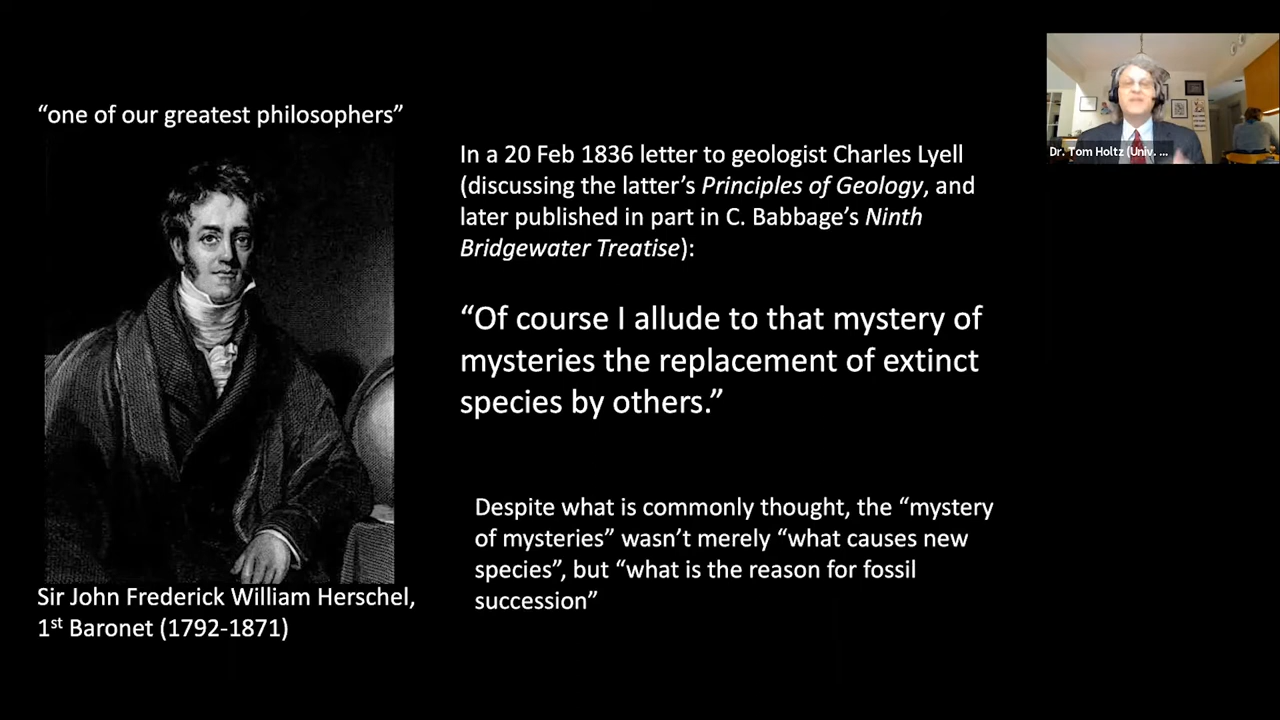 “one of our greatest philosophers”
In a 20 Feb 1836 letter to geologist Charles Lyell
(discussing the latter’s Principles of Geology, and
later published in part in C. Babbage’s Ninth
Bridgewater Treatise):
“Of course I allude to that mystery of
mysteries the replacement of extinct
species by others.”
Despite what is commonly thought, the “mystery
of mysteries” wasn’t merely “what causes new
species”, but “what is the reason for fossil
succession”
Sir John Frederick William Herschel,
1st Baronet (1792-1871)
Dr. Tom Holtz (Univ. ...